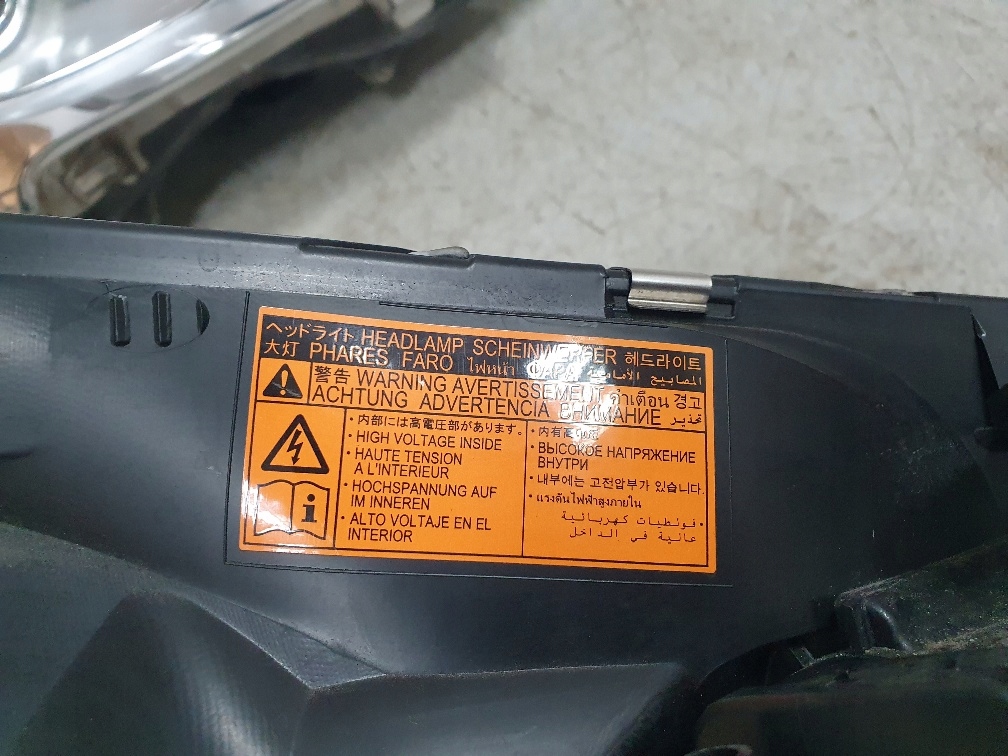 ヘッドライト HEADLAMP SCHEINWERFER 헤드라이트
大灯 PHARES FARO ไฟหน้า المصابيح الأمامية
警告 WARNING AVERTISSEMENT คำเตือน 경고
ACHTUNG ADVERTENCIA ВНИМАНИЕ تحذير
・内部には高電圧部があります。
・HIGH VOLTAGE INSIDE
・HAUTE TENSION
A L'INTERIEUR
・HOCHSPANNUNG AUF
IM INNEREN
・ALTO VOLTAJE EN EL
INTERIOR
・内有高
・ВЫСОКОЕ НАПРЯЖЕНИЕ
ВНУТРИ
・내부에는 고전압부가 있습니다.
・แรงดันไฟฟ้าสูงภายใน
・فولطيات كهربائية
عالية في الداخل